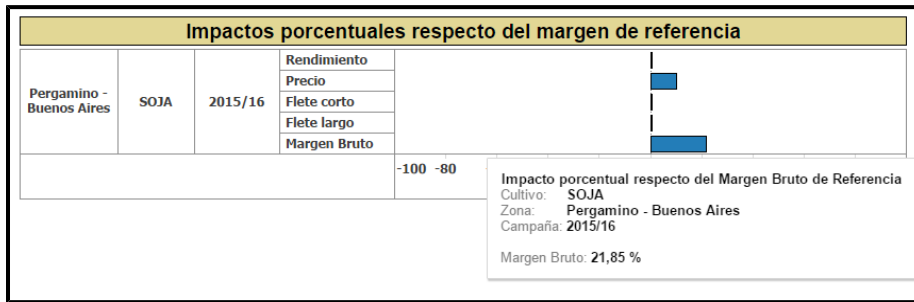 Impactos porcentuales respecto del margen de referencia
Pergamino -
Buenos Aires
SOJA
2015/16
Rendimiento
Precio
Flete corto
Flete largo
Margen Bruto
-100 -80
Impacto porcentual respecto del Margen Bruto de Referencia
Cultivo: SOJA
Zona: Pergamino - Buenos Aires
Campaña: 2015/16
Margen Bruto: 21,85 %